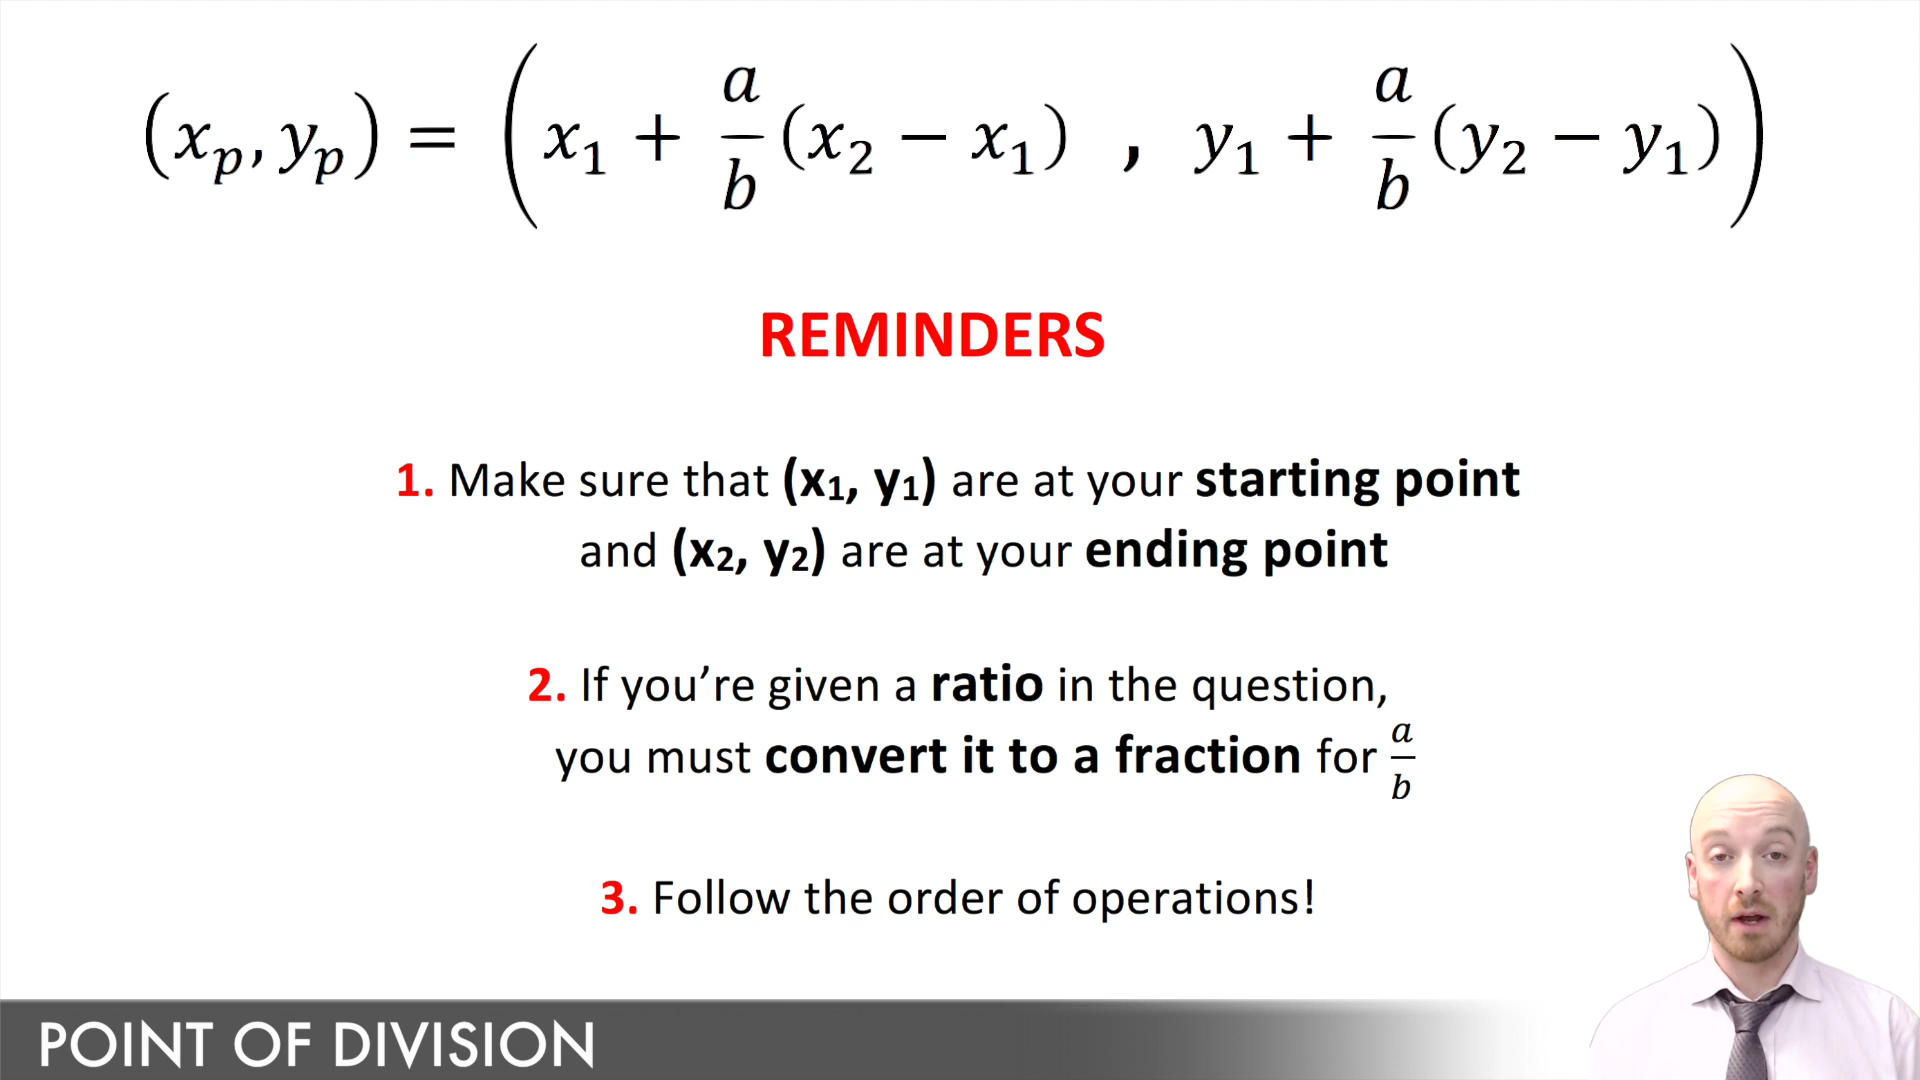 (xₚ, yₚ) = ( x₁ + a/b (x₂ − x₁) , y₁ + a/b (y₂ − y₁) )
REMINDERS
1. Make sure that (x₁, y₁) are at your starting point
and (x₂, y₂) are at your ending point
2. If you’re given a ratio in the question,
you must convert it to a fraction for a/b
3. Follow the order of operations!
POINT OF DIVISION